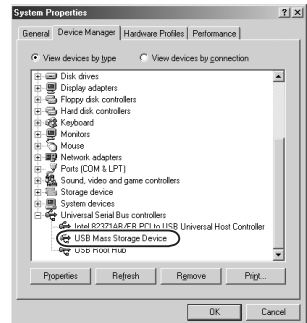 System Properties ? ×
General Device Manager Hardware Profiles Performance
View devices by type View devices by connection
Disk drives
Display adapters
Floppy disk controllers
Hard disk controllers
Keyboard
Monitors
Mouse
Network adapters
Ports (COM & LPT)
Sound, video and game controllers
Storage device
System devices
Universal Serial Bus controllers
Intel 82371AB/EB PCI to USB Universal Host Controller
USB Mass Storage Device
USB Root Hub
Properties Refresh Remove Print...
OK Cancel